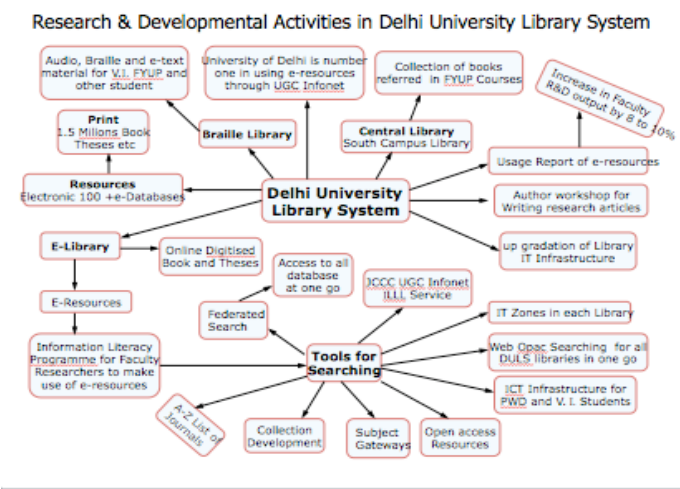 Research & Developmental Activities in Delhi University Library System
Audio, Braille and e-text
material for V.I. FYUP and
other student
University of Delhi is number
one in using e-resources
through UGC Infonet
Collection of books
referred in FYUP Courses
Increase in Faculty
R&D output by 8 to 10%
Print
1.5 Millons Book
Theses etc
Braille Library
Central Library
South Campus Library
Usage Report of e-resources
Resources
Electronic 100 +e-Databases
Delhi University
Library System
Author workshop for
Writing research articles
E-Library
Online Digitised
Book and Theses
up gradation of Library
IT Infrastructure
Access to all
database
at one go
JCCC UGC Infonet
ILLL Service
E-Resources
Federated
Search
IT Zones in each Library
Information Literacy
Programme for Faculty
Researchers to make
use of e-resources
Tools for
Searching
Web Opac Searching for all
DULS libraries in one go
ICT Infrastructure for
PWD and V. I. Students
A-Z List of
Journals
Collection
Development
Subject
Gateways
Open access
Resources